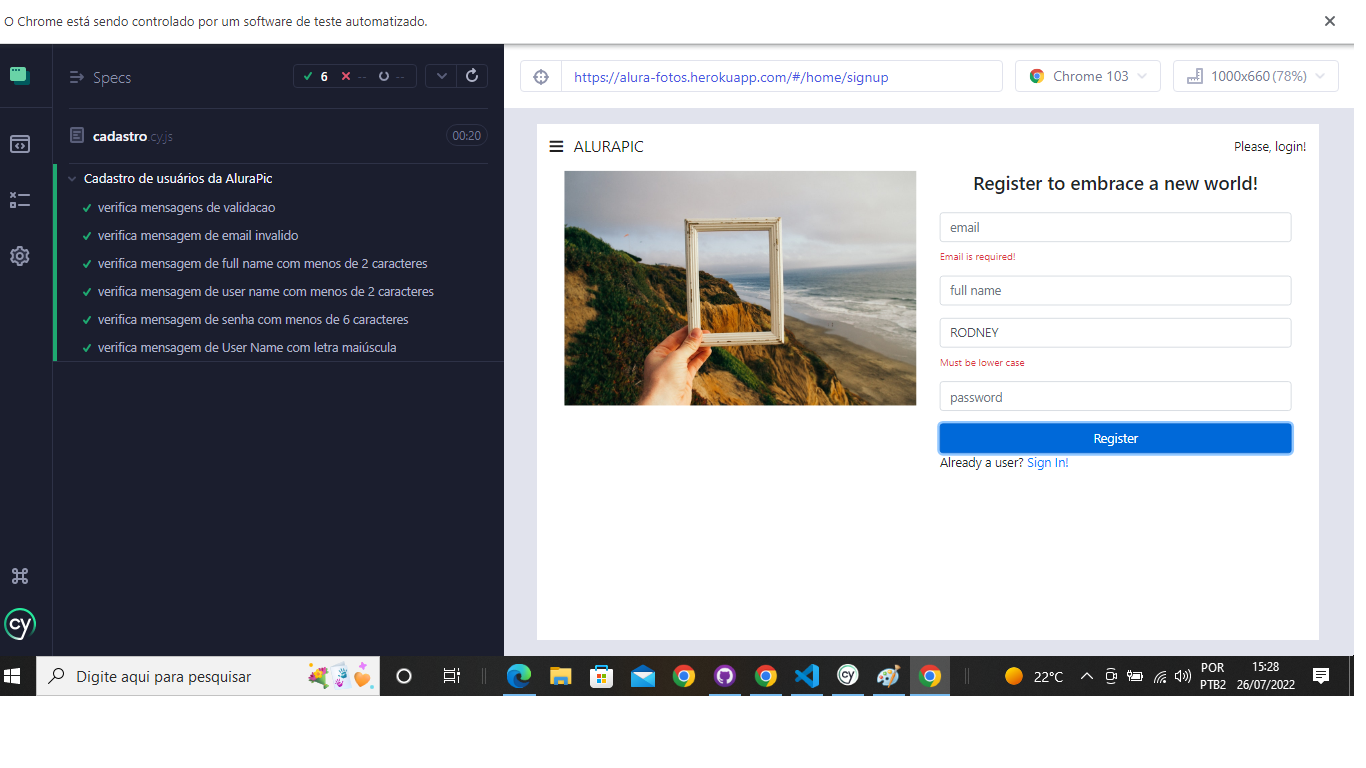 O Chrome está sendo controlado por um software de teste automatizado.
Specs
6 -- --
https://alura-fotos.herokuapp.com/#/home/signup
Chrome 103
1000x660 (78%)
cadastro.cy.js
00:20
Cadastro de usuários da AluraPic
verifica mensagens de validacao
verifica mensagem de email invalido
verifica mensagem de full name com menos de 2 caracteres
verifica mensagem de user name com menos de 2 caracteres
verifica mensagem de senha com menos de 6 caracteres
verifica mensagem de User Name com letra maiúscula
ALURAPIC
Please, login!
Register to embrace a new world!
email
Email is required!
full name
RODNEY
Must be lower case
password
Register
Already a user? Sign In!
cy
Digite aqui para pesquisar
cy
22°C
POR
PTB2
15:28
26/07/2022